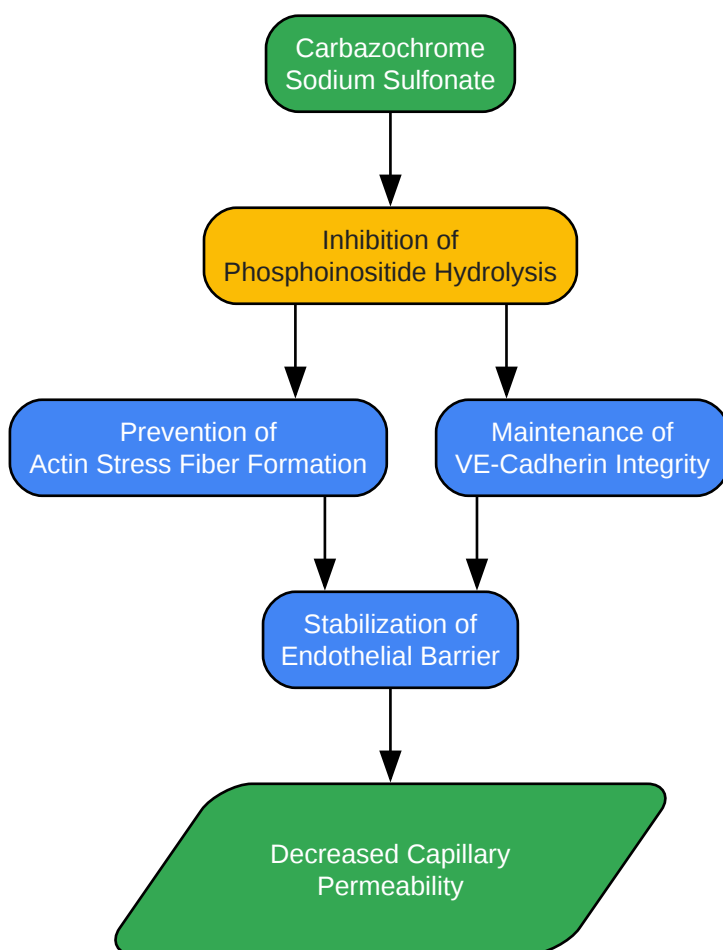 Carbazochrome
Sodium Sulfonate
Inhibition of
Phosphoinositide Hydrolysis
Prevention of
Actin Stress Fiber Formation
Maintenance of
VE-Cadherin Integrity
Stabilization of
Endothelial Barrier
Decreased Capillary
Permeability